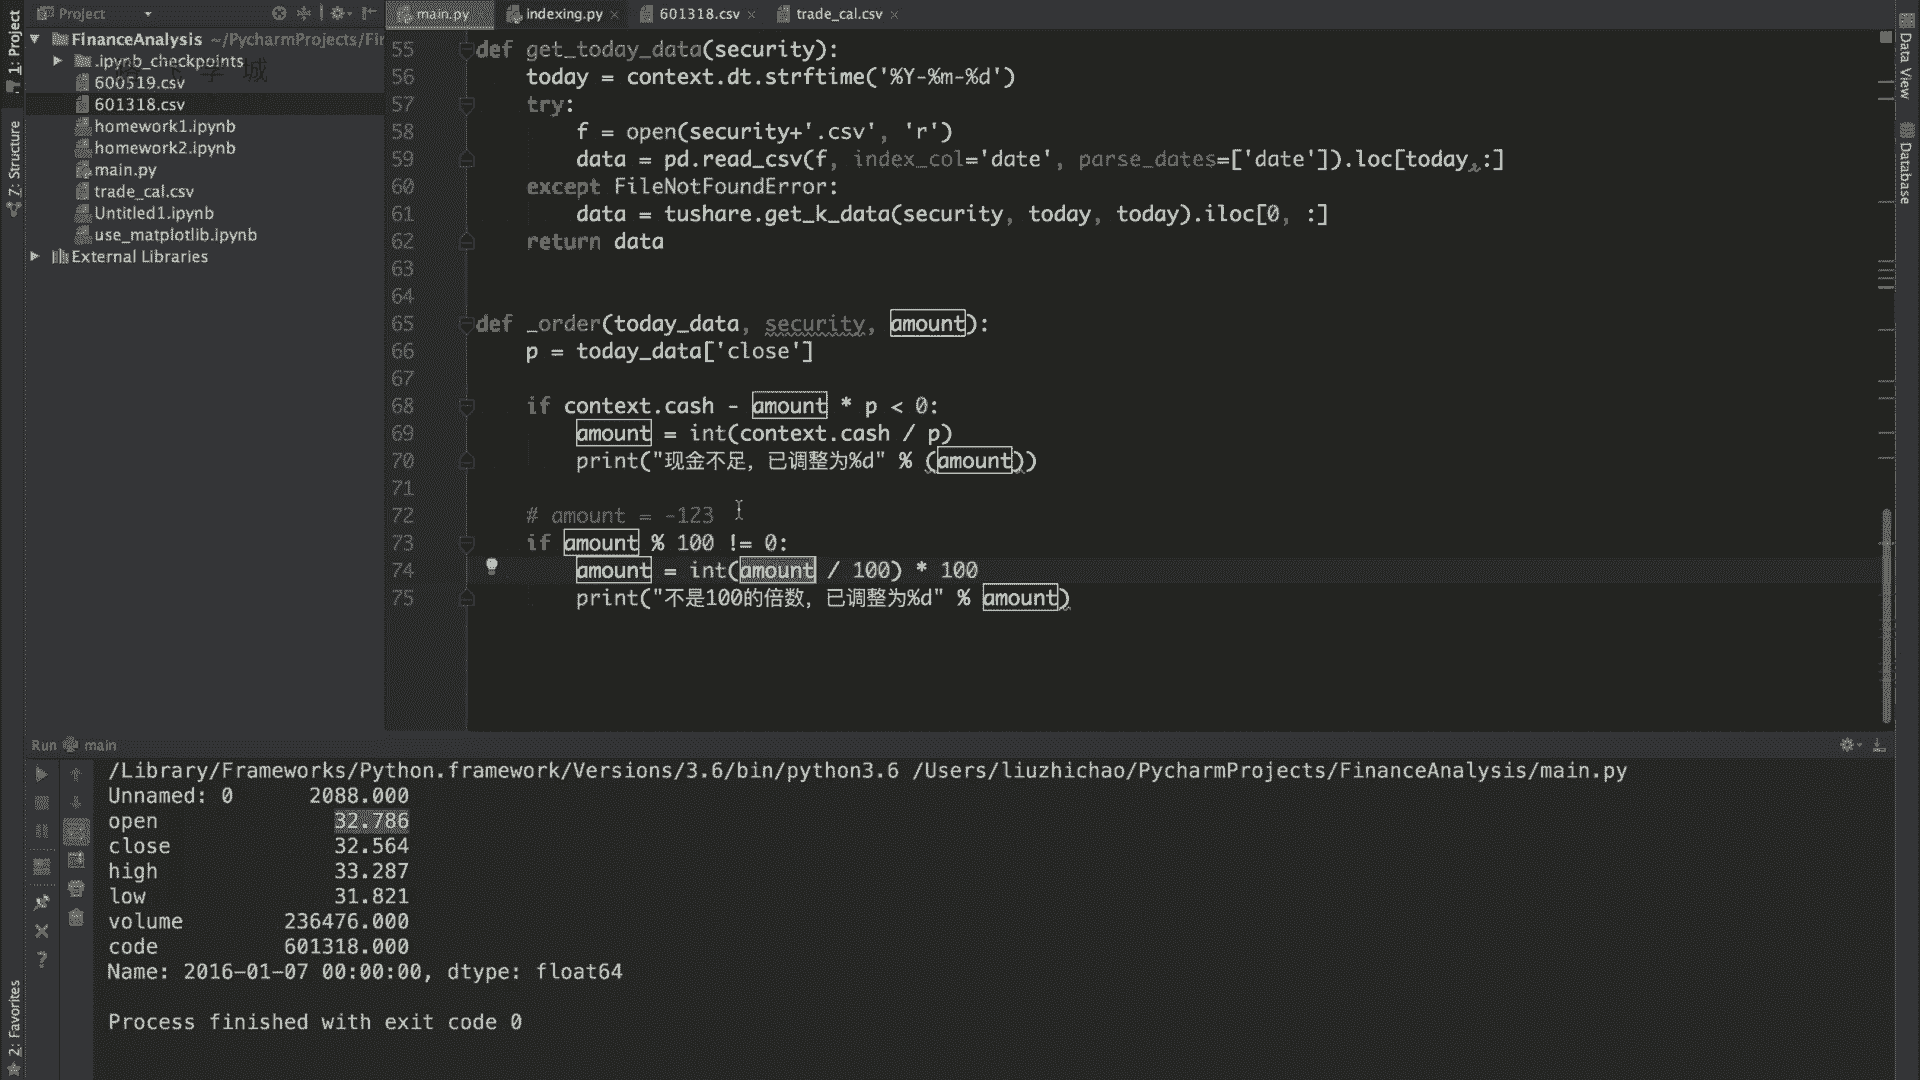 Project
main.py
indexing.py
601318.csv
trade_cal.csv
1: Project
FinanceAnalysis ~/PycharmProjects/Fin
.ipynb_checkpoints
600519.csv
601318.csv
homework1.ipynb
homework2.ipynb
main.py
trade_cal.csv
Untitled1.ipynb
use_matplotlib.ipynb
External Libraries
Z: Structure
2: Favorites
Data View
Database
55 def get_today_data(security):
56 today = context.dt.strftime('%Y-%m-%d')
57 try:
58 f = open(security+'.csv', 'r')
59 data = pd.read_csv(f, index_col='date', parse_dates=['date']).loc[today,:]
60 except FileNotFoundError:
61 data = tushare.get_k_data(security, today, today).iloc[0, :]
62 return data
63
64
65 def _order(today_data, security, amount):
66 p = today_data['close']
67
68 if context.cash - amount * p < 0:
69 amount = int(context.cash / p)
70 print("现金不足，已调整为%d" % (amount))
71
72 # amount = -123
73 if amount % 100 != 0:
74 amount = int(amount / 100) * 100
75 print("不是100的倍数，已调整为%d" % amount)
Run main
/Library/Frameworks/Python.framework/Versions/3.6/bin/python3.6 /Users/liuzhichao/PycharmProjects/FinanceAnalysis/main.py
Unnamed: 0 2088.000
open 32.786
close 32.564
high 33.287
low 31.821
volume 236476.000
code 601318.000
Name: 2016-01-07 00:00:00, dtype: float64
Process finished with exit code 0